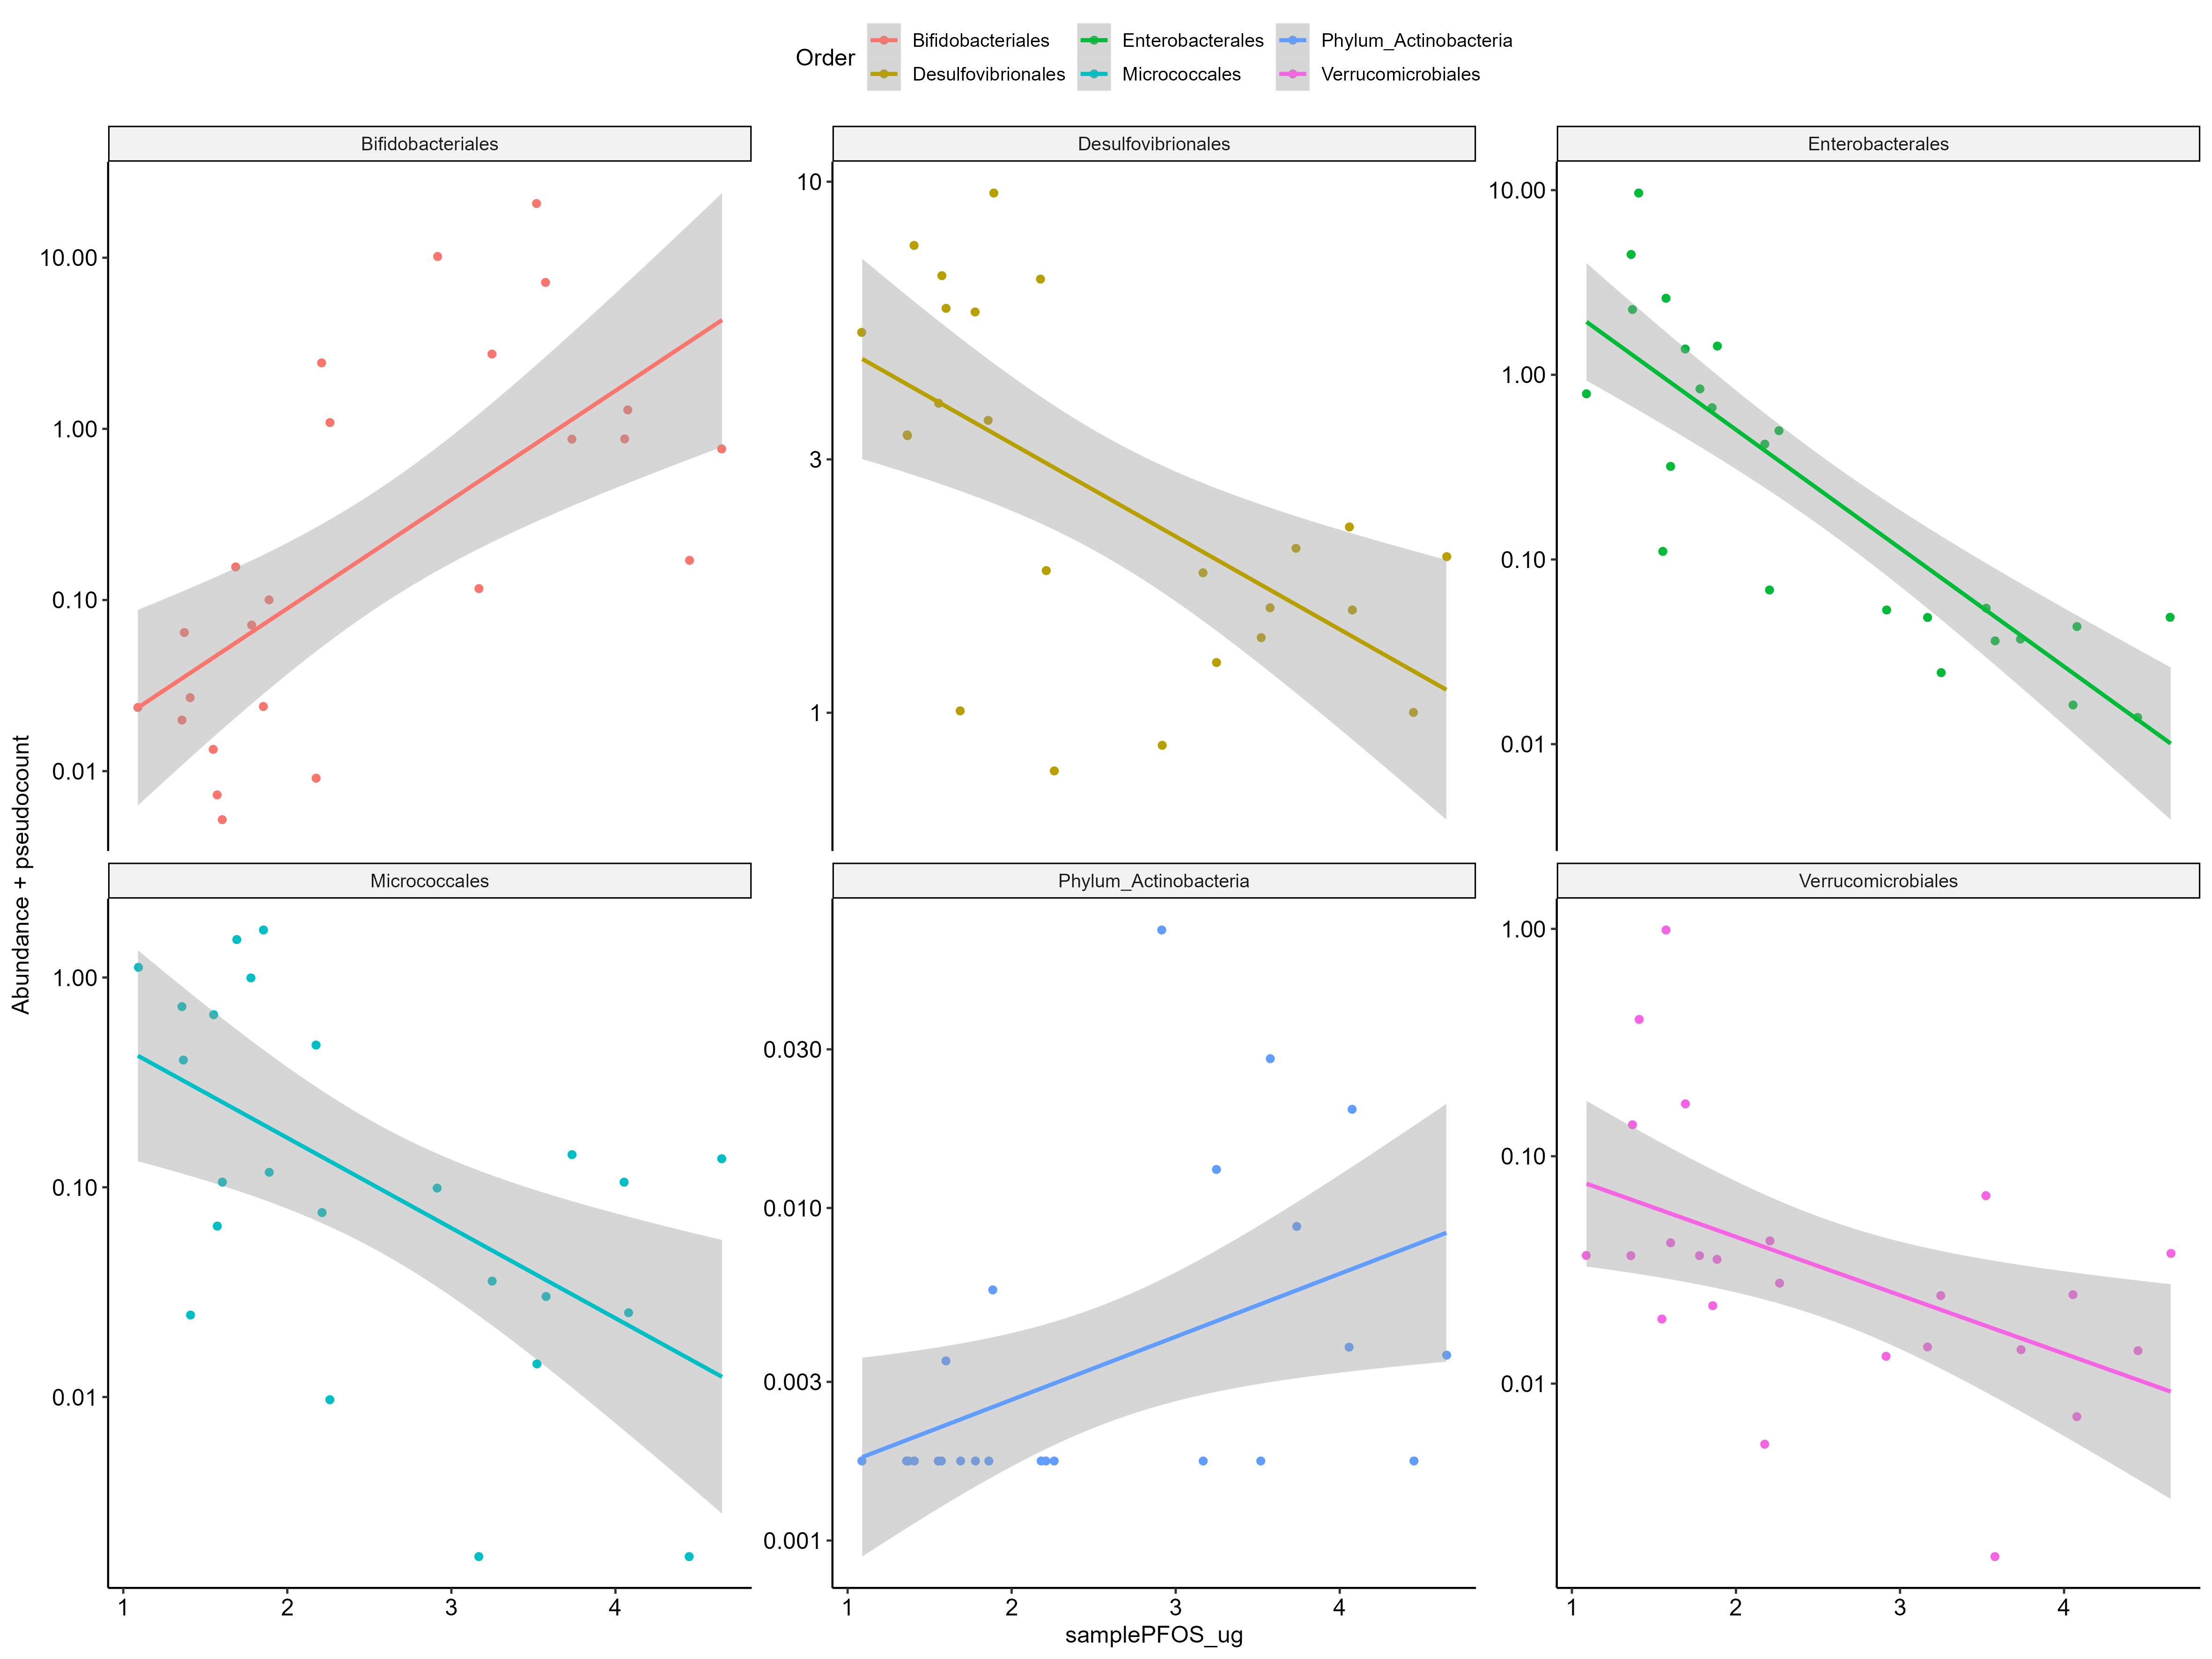 Order
Bifidobacteriales
Enterobacterales
Phylum_Actinobacteria
Desulfovibrionales
Micrococcales
Verrucomicrobiales
Bifidobacteriales
Desulfovibrionales
Enterobacterales
10.00
1.00
0.10
0.01
10
3
1
10.00
1.00
0.10
0.01
Abundance + pseudocount
Micrococcales
Phylum_Actinobacteria
Verrucomicrobiales
1.00
0.10
0.01
0.030
0.010
0.003
0.001
1.00
0.10
0.01
1 2 3 4
1 2 3 4
1 2 3 4
samplePFOS_ug